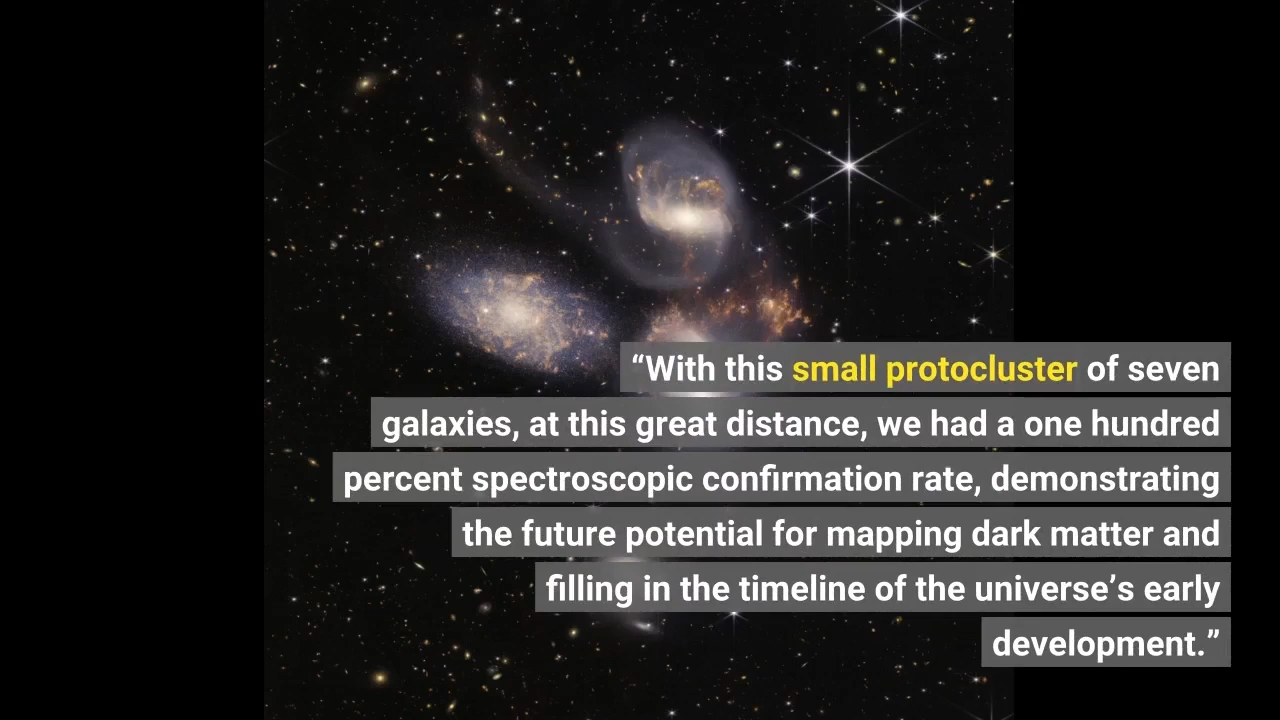 “With this small protocluster of seven
galaxies, at this great distance, we had a one hundred
percent spectroscopic confirmation rate, demonstrating
the future potential for mapping dark matter and
filling in the timeline of the universe’s early
development.”